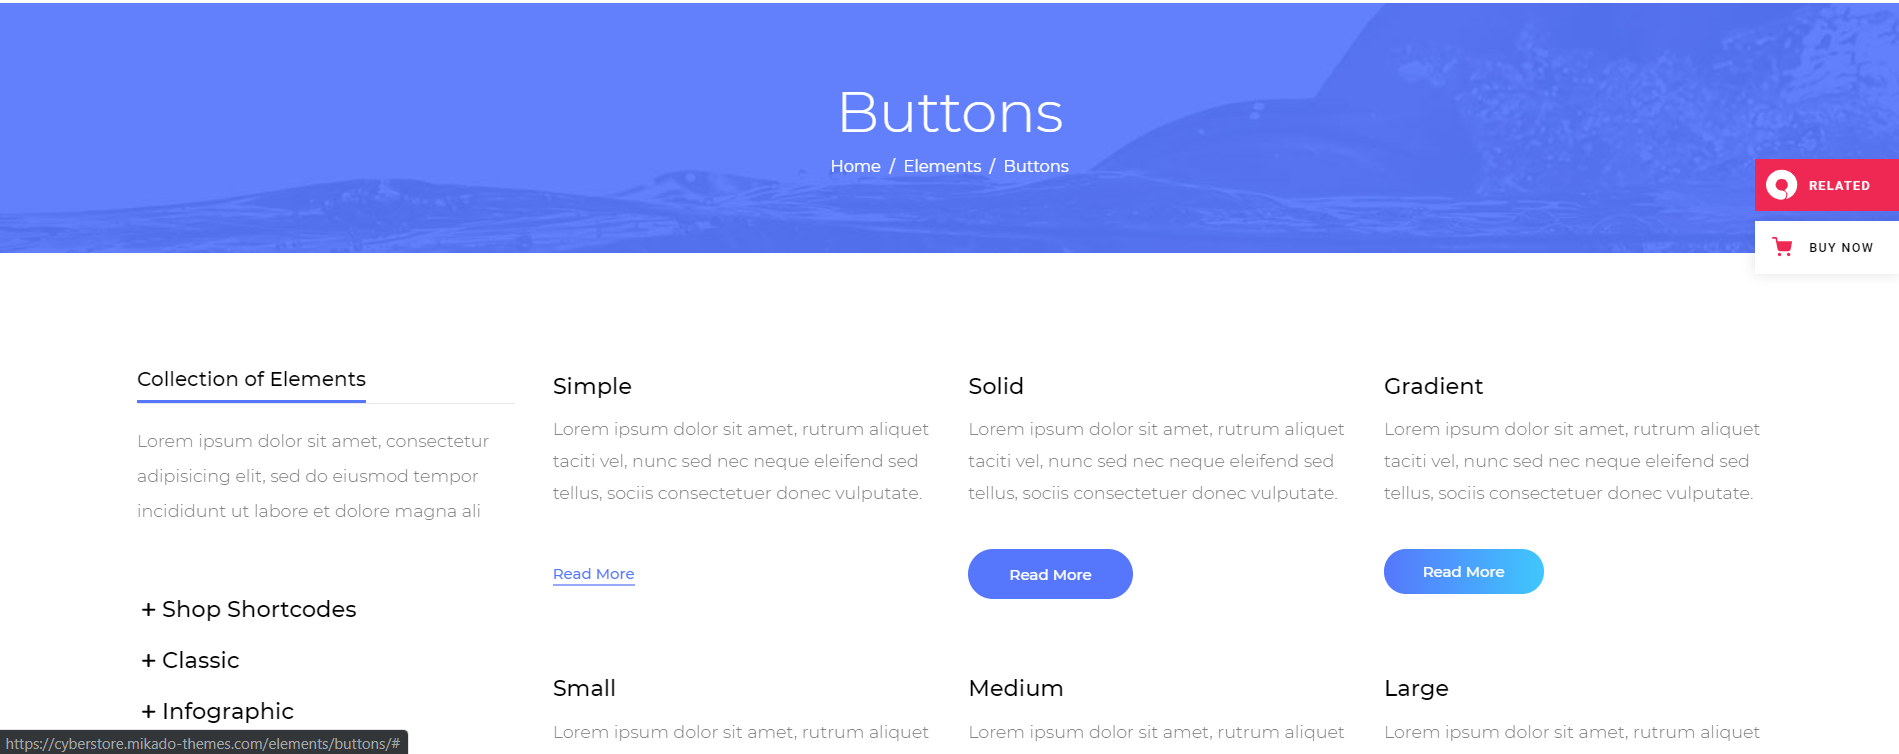 Buttons
Home / Elements / Buttons
RELATED
BUY NOW
Collection of Elements
Lorem ipsum dolor sit amet, consectetur
adipisicing elit, sed do eiusmod tempor
incididunt ut labore et dolore magna ali
+ Shop Shortcodes
+ Classic
+ Infographic
Simple
Lorem ipsum dolor sit amet, rutrum aliquet
taciti vel, nunc sed nec neque eleifend sed
tellus, sociis consectetuer donec vulputate.
Read More
Solid
Lorem ipsum dolor sit amet, rutrum aliquet
taciti vel, nunc sed nec neque eleifend sed
tellus, sociis consectetuer donec vulputate.
Read More
Gradient
Lorem ipsum dolor sit amet, rutrum aliquet
taciti vel, nunc sed nec neque eleifend sed
tellus, sociis consectetuer donec vulputate.
Read More
Small
Lorem ipsum dolor sit amet, rutrum aliquet
Medium
Lorem ipsum dolor sit amet, rutrum aliquet
Large
Lorem ipsum dolor sit amet, rutrum aliquet
https://cyberstore.mikado-themes.com/elements/buttons/#